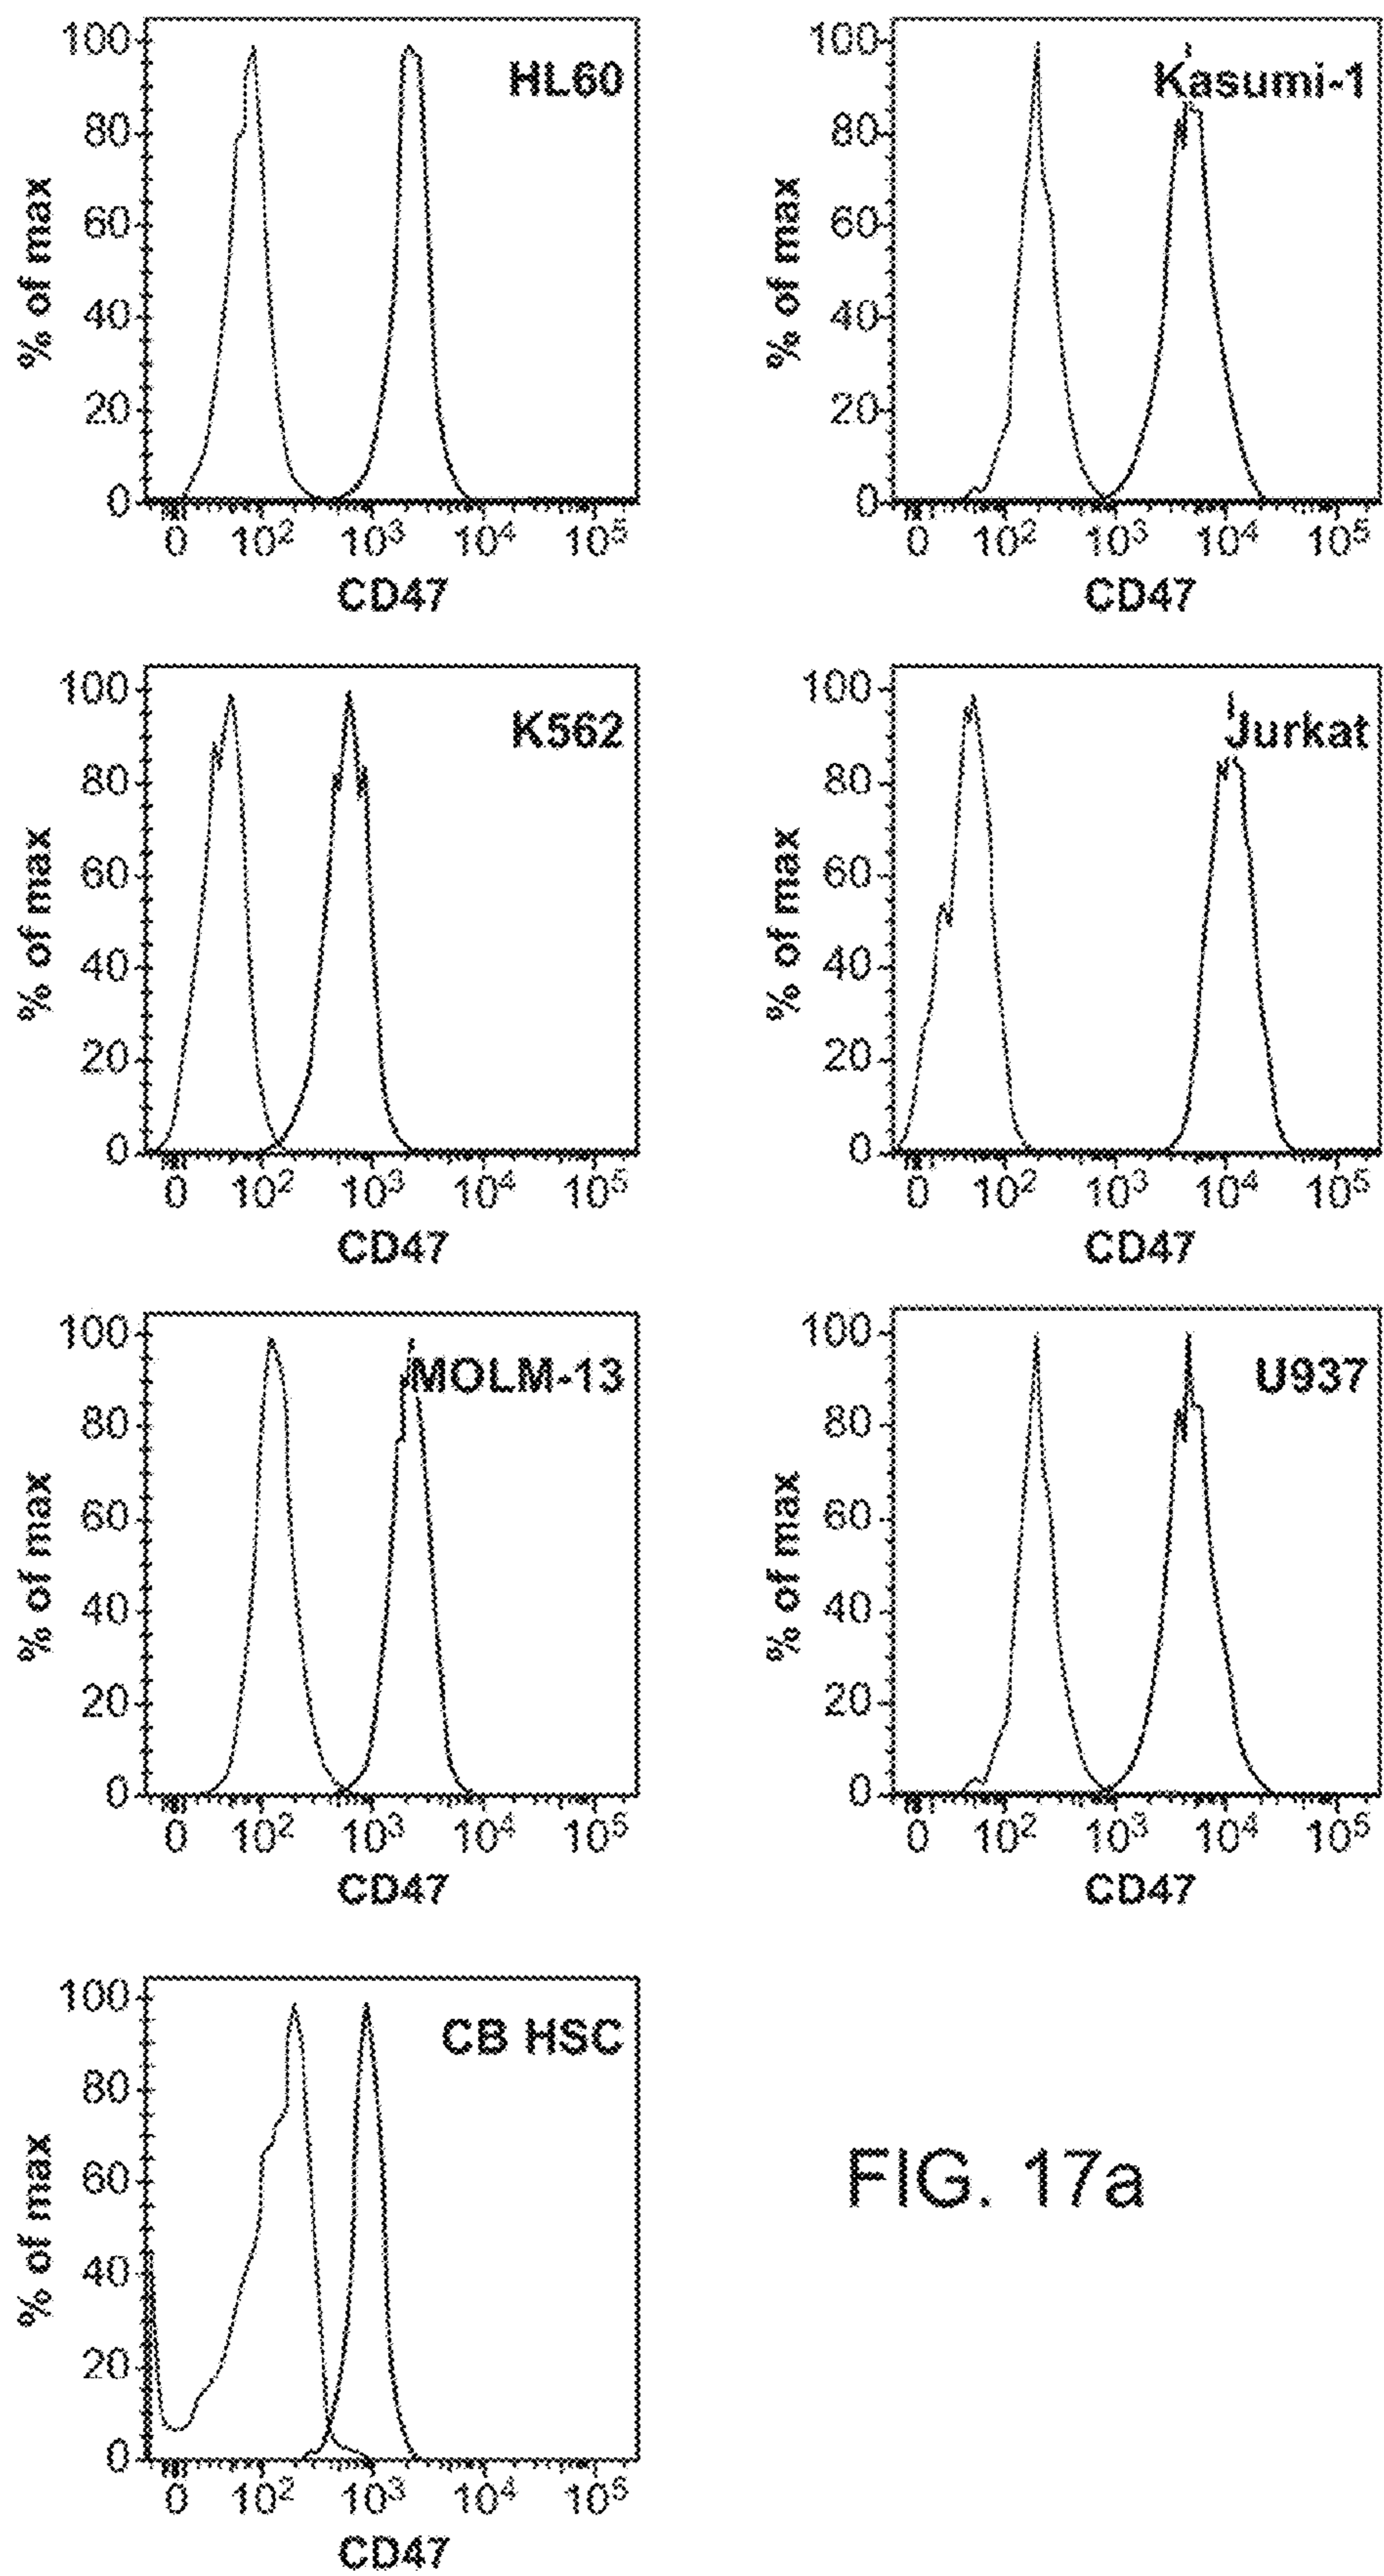 100
80
60
40
20
0
% of max
HL60
0 10² 10³ 10⁴ 10⁵
CD47
100
80
60
40
20
0
% of max
Kasumi-1
0 10² 10³ 10⁴ 10⁵
CD47
100
80
60
40
20
0
% of max
K562
0 10² 10³ 10⁴ 10⁵
CD47
100
80
60
40
20
0
% of max
Jurkat
0 10² 10³ 10⁴ 10⁵
CD47
100
80
60
40
20
0
% of max
MOLM-13
0 10² 10³ 10⁴ 10⁵
CD47
100
80
60
40
20
0
% of max
U937
0 10² 10³ 10⁴ 10⁵
CD47
100
80
60
40
20
0
% of max
CB HSC
0 10² 10³ 10⁴ 10⁵
CD47
FIG. 17a